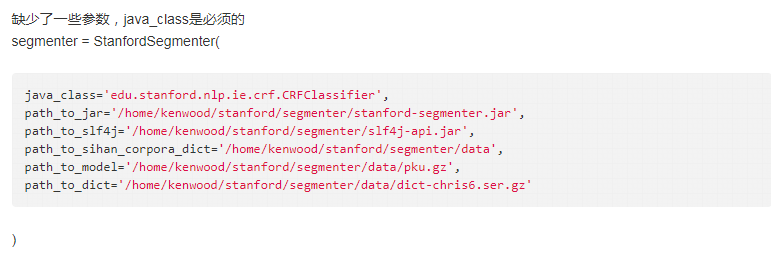 缺少了一些参数，java_class是必须的
segmenter = StanfordSegmenter(
java_class='edu.stanford.nlp.ie.crf.CRFClassifier',
path_to_jar='/home/kenwood/stanford/segmenter/stanford-segmenter.jar',
path_to_slf4j='/home/kenwood/stanford/segmenter/slf4j-api.jar',
path_to_sihan_corpora_dict='/home/kenwood/stanford/segmenter/data',
path_to_model='/home/kenwood/stanford/segmenter/data/pku.gz',
path_to_dict='/home/kenwood/stanford/segmenter/data/dict-chris6.ser.gz'
)